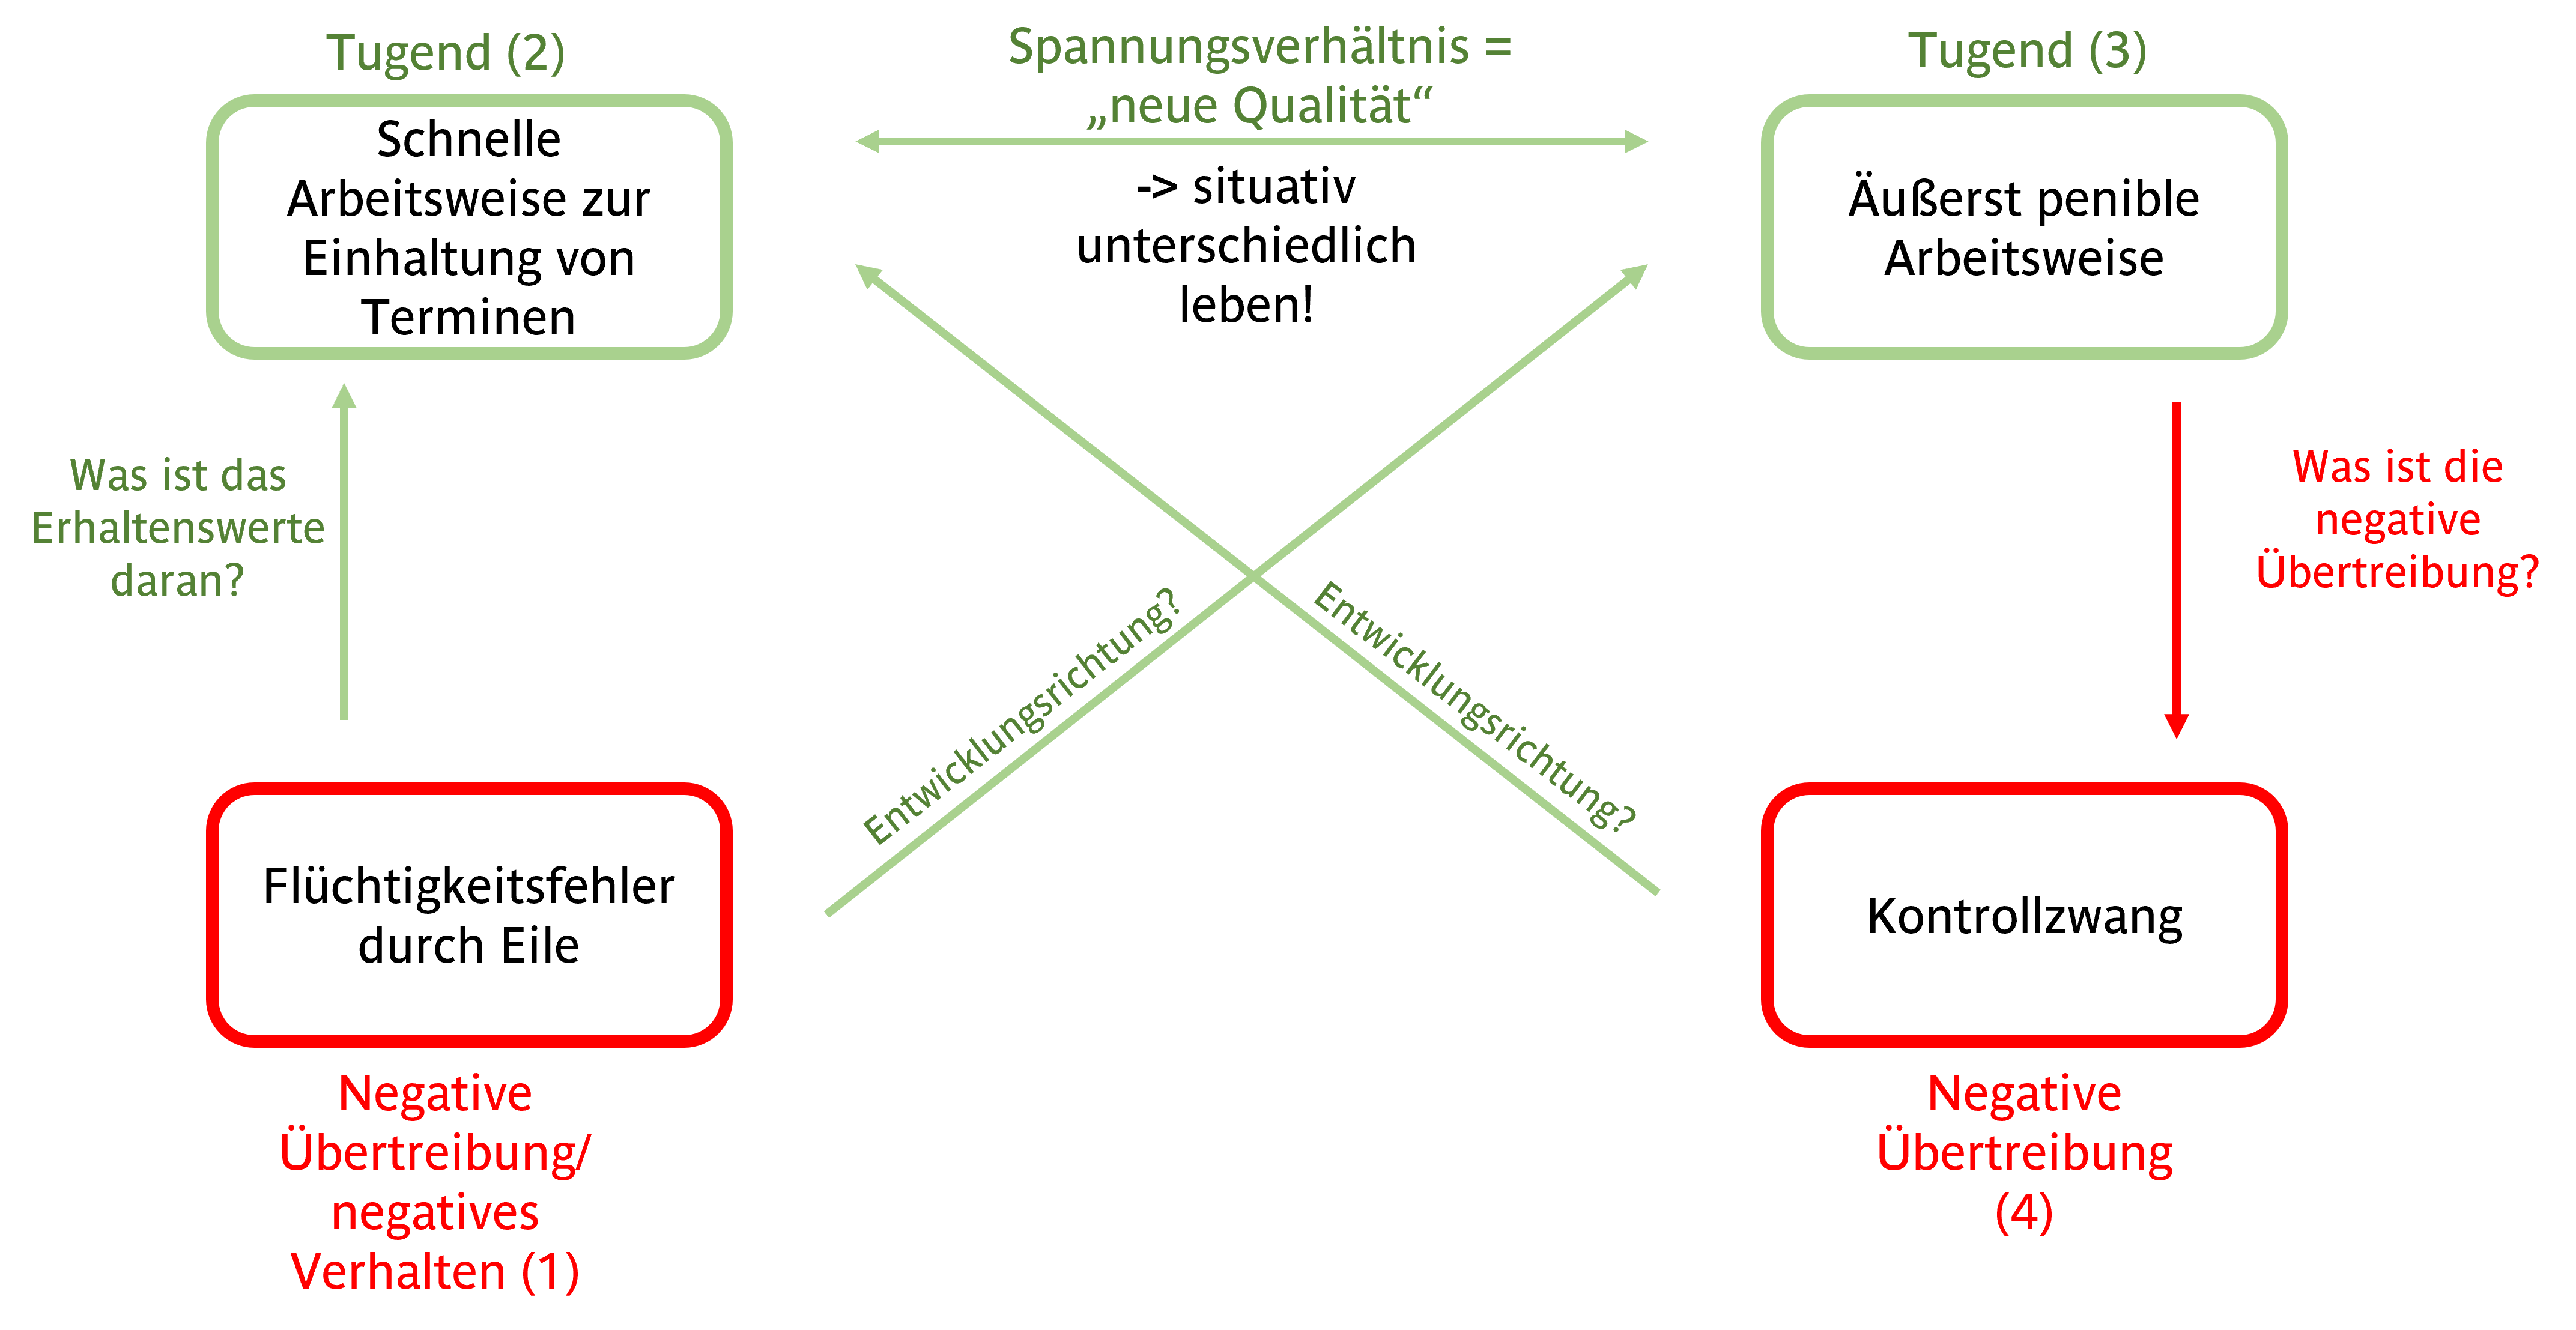 Tugend (2)
Schnelle
Arbeitsweise zur
Einhaltung von
Terminen
Spannungsverhältnis =
„neue Qualität“
-> situativ
unterschiedlich
leben!
Tugend (3)
Äußerst penible
Arbeitsweise
Was ist das
Erhaltenswerte
daran?
Entwicklungsrichtung?
Entwicklungsrichtung?
Was ist die
negative
Übertreibung?
Flüchtigkeitsfehler
durch Eile
Negative
Übertreibung/
negatives
Verhalten (1)
Kontrollzwang
Negative
Übertreibung
(4)